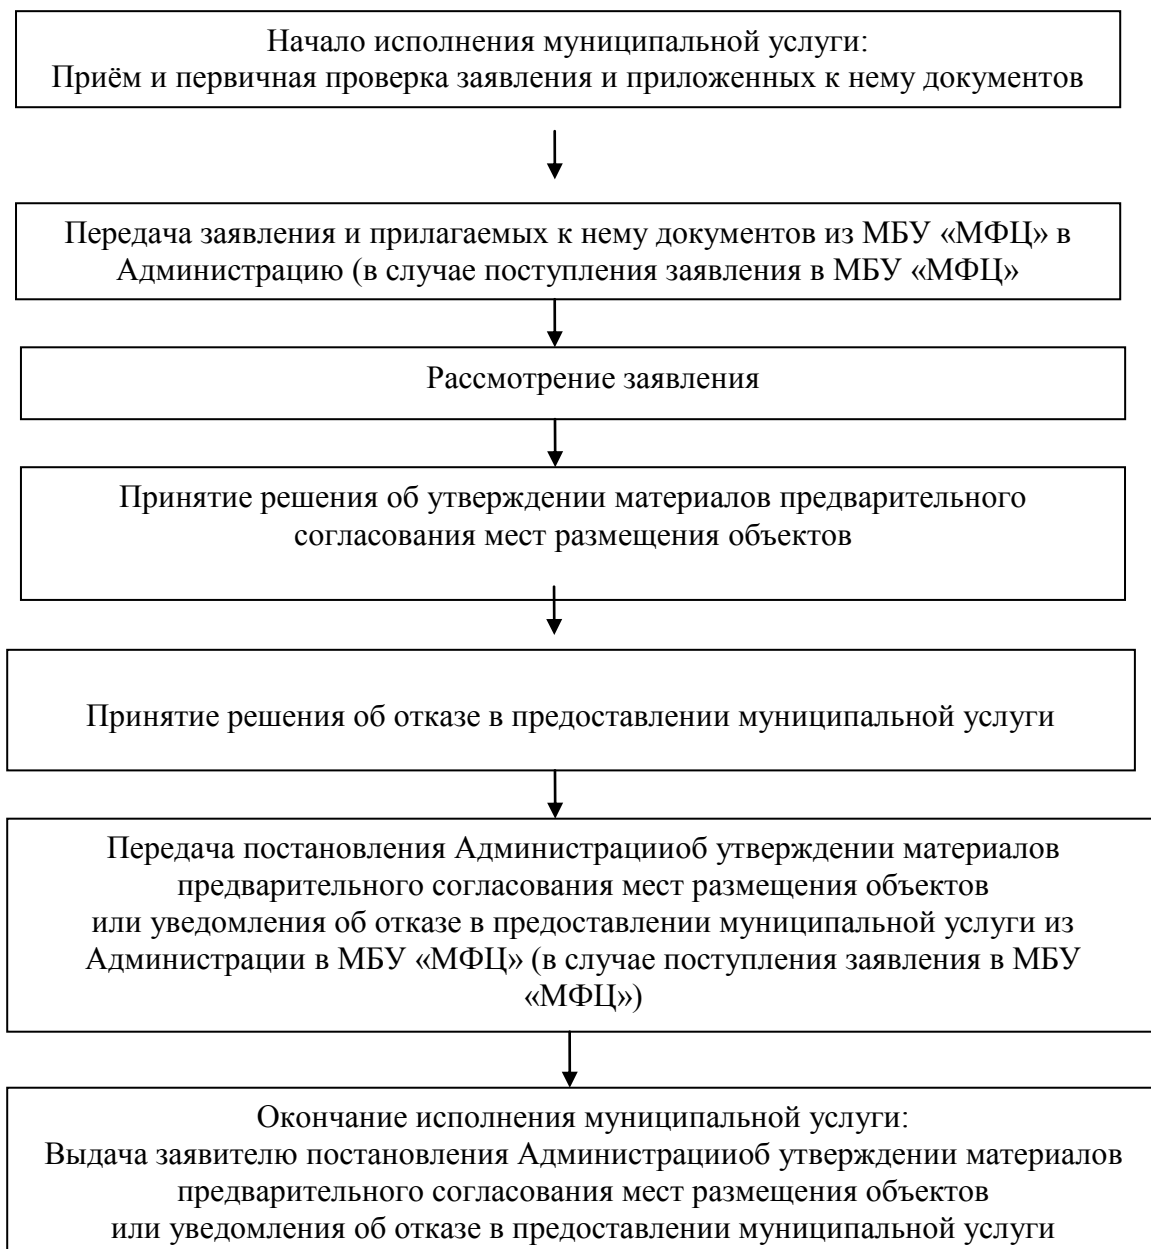 Начало исполнения муниципальной услуги:
Приём и первичная проверка заявления и приложенных к нему документов
Передача заявления и прилагаемых к нему документов из МБУ «МФЦ» в
Администрацию (в случае поступления заявления в МБУ «МФЦ»
Рассмотрение заявления
Принятие решения об утверждении материалов предварительного
согласования мест размещения объектов
Принятие решения об отказе в предоставлении муниципальной услуги
Передача постановления Администрацииоб утверждении материалов
предварительного согласования мест размещения объектов
или уведомления об отказе в предоставлении муниципальной услуги из
Администрации в МБУ «МФЦ» (в случае поступления заявления в МБУ
«МФЦ»)
Окончание исполнения муниципальной услуги:
Выдача заявителю постановления Администрацииоб утверждении материалов
предварительного согласования мест размещения объектов
или уведомления об отказе в предоставлении муниципальной услуги